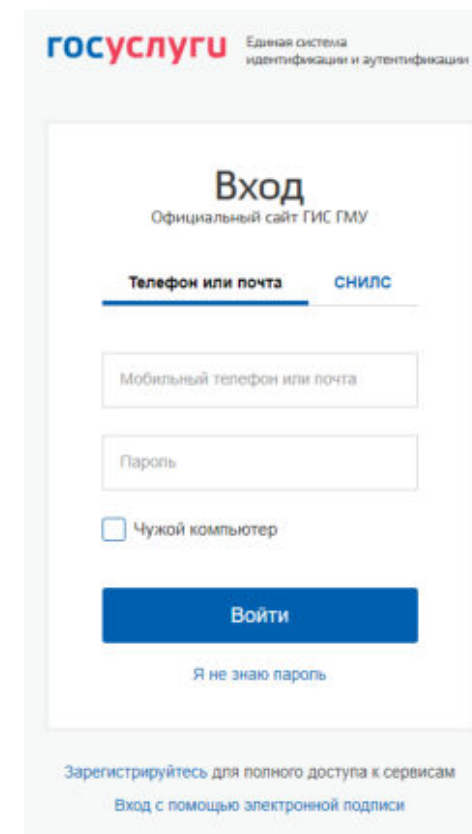 госуслуги
Единая система
идентификации и аутентификации
Вход
Официальный сайт ГИС ГМУ
Телефон или почта СНИЛС
Мобильный телефон или почта
Пароль
Чужой компьютер
Войти
Я не знаю пароль
Зарегистрируйтесь для полного доступа к сервисам
Вход с помощью электронной подписи